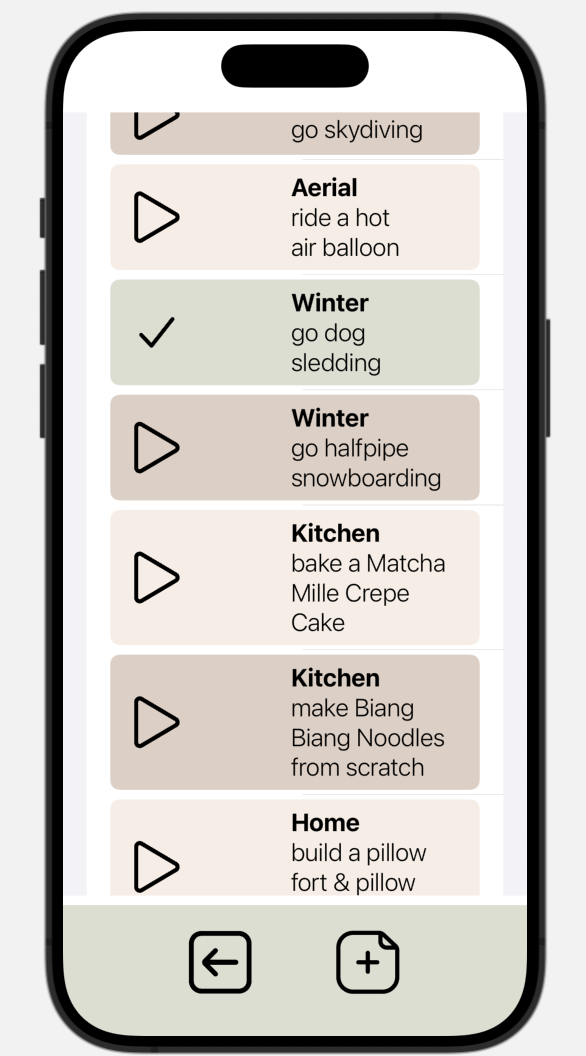 go skydiving
Aerial
ride a hot
air balloon
Winter
go dog
sledding
Winter
go halfpipe
snowboarding
Kitchen
bake a Matcha
Mille Crepe
Cake
Kitchen
make Biang
Biang Noodles
from scratch
Home
build a pillow
fort & pillow